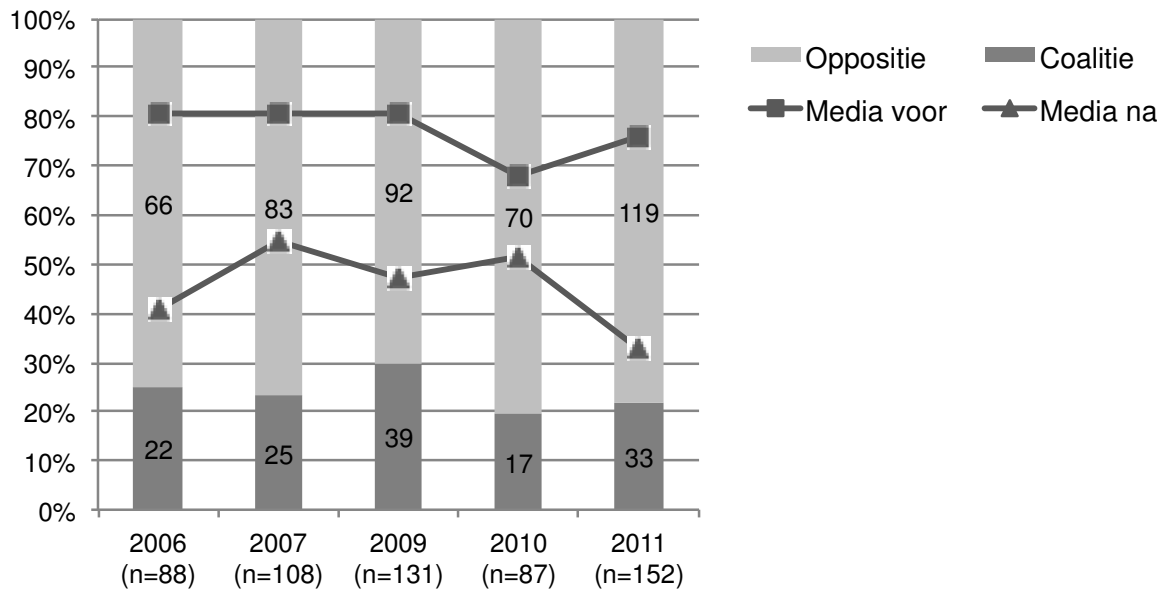 100%
90%
80%
70%
60%
50%
40%
30%
20%
10%
0%
66
83
92
70
119
22
25
39
17
33
2006
(n=88)
2007
(n=108)
2009
(n=131)
2010
(n=87)
2011
(n=152)
Oppositie
Coalitie
Media voor
Media na